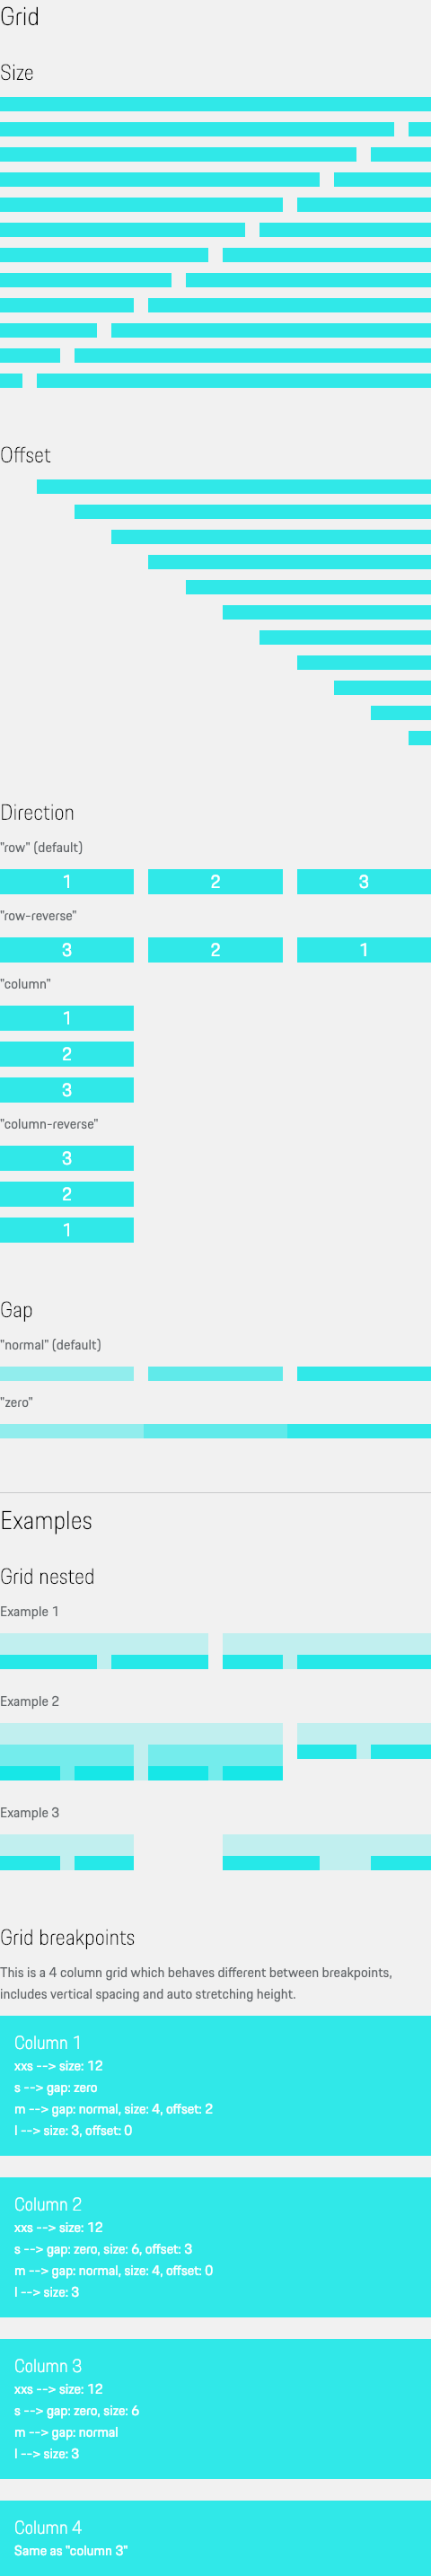 Grid
Size
Offset
Direction
"row" (default)
1 2 3
"row-reverse"
3 2 1
"column"
1
2
3
"column-reverse"
3
2
1
Gap
"normal" (default)
"zero"
Examples
Grid nested
Example 1
Example 2
Example 3
Grid breakpoints
This is a 4 column grid which behaves different between breakpoints,
includes vertical spacing and auto stretching height.
Column 1
xxs --> size: 12
s --> gap: zero
m --> gap: normal, size: 4, offset: 2
l --> size: 3, offset: 0
Column 2
xxs --> size: 12
s --> gap: zero, size: 6, offset: 3
m --> gap: normal, size: 4, offset: 0
l --> size: 3
Column 3
xxs --> size: 12
s --> gap: zero, size: 6
m --> gap: normal
l --> size: 3
Column 4
Same as "column 3"